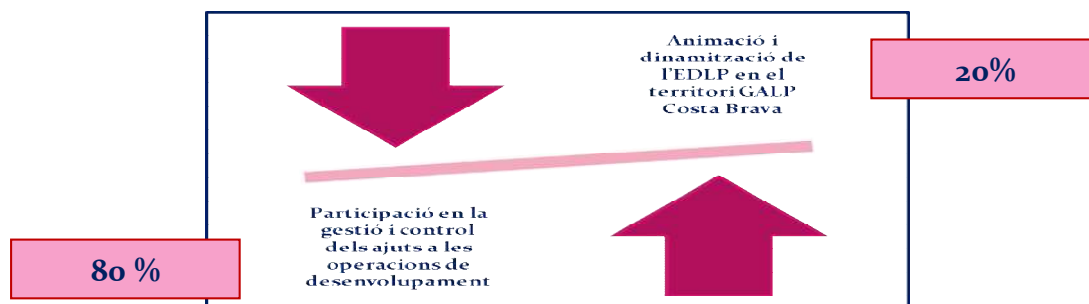 Animació i
dinamització de
l'EDLP en el
territori GALP
Costa Brava
20%
Participació en la
gestió i control
dels ajuts a les
operacions de
desenvolupament
80 %